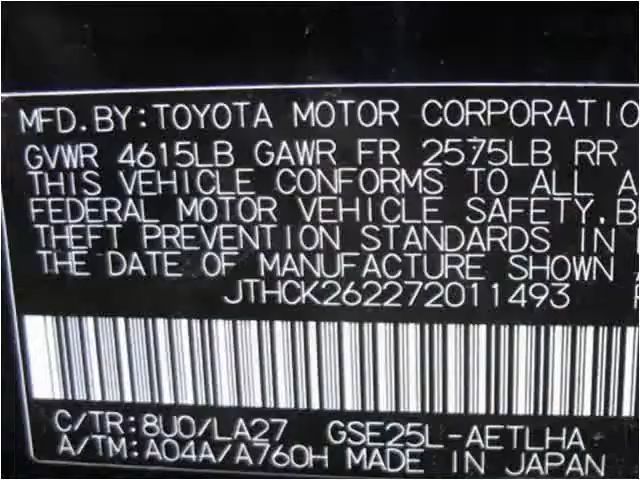 MFD.BY:TOYOTA MOTOR CORPORATIO
GVWR 4615LB GAWR FR 2575LB RR
THIS VEHICLE CONFORMS TO ALL A
FEDERAL MOTOR VEHICLE SAFETY,B
THEFT PREVENTION STANDARDS IN
THE DATE OF MANUFACTURE SHOWN
JTHCK262272011493
C/TR:8U0/LA27 GSE25L-AETLHA
A/TM:A04A/A760H MADE IN JAPAN